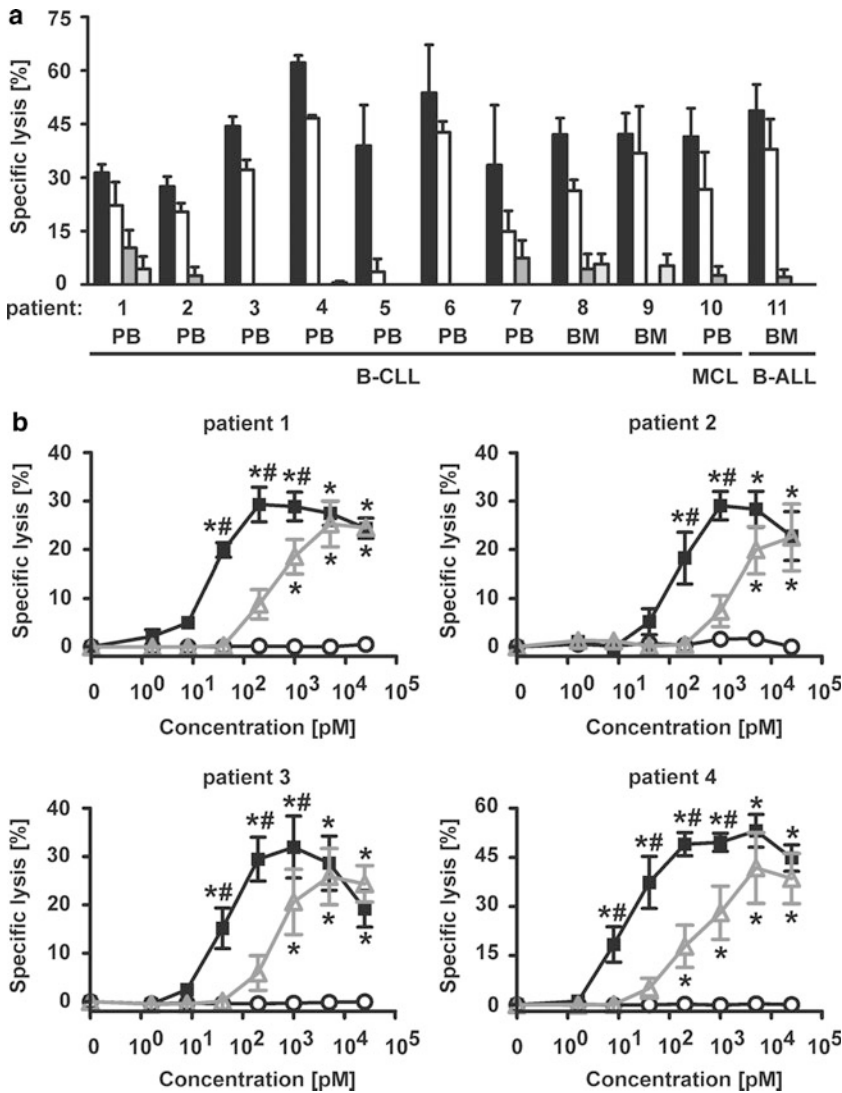 a
Specific lysis [%]
75
60
45
30
15
0
patient: 1 2 3 4 5 6 7 8 9 10 11
PB PB PB PB PB PB PB BM BM PB BM
B-CLL MCL B-ALL
b
patient 1
Specific lysis [%]
40
30
20
10
0
*# *# *# * * * * *
0 10⁰ 10¹ 10² 10³ 10⁴ 10⁵
Concentration [pM]
patient 2
Specific lysis [%]
40
30
20
10
0
*# *# * * * *
0 10⁰ 10¹ 10² 10³ 10⁴ 10⁵
Concentration [pM]
patient 3
Specific lysis [%]
40
30
20
10
0
*# *# *# * * * * *
0 10⁰ 10¹ 10² 10³ 10⁴ 10⁵
Concentration [pM]
patient 4
Specific lysis [%]
60
45
30
15
0
*# *# *# *# * * * * * *
0 10⁰ 10¹ 10² 10³ 10⁴ 10⁵
Concentration [pM]